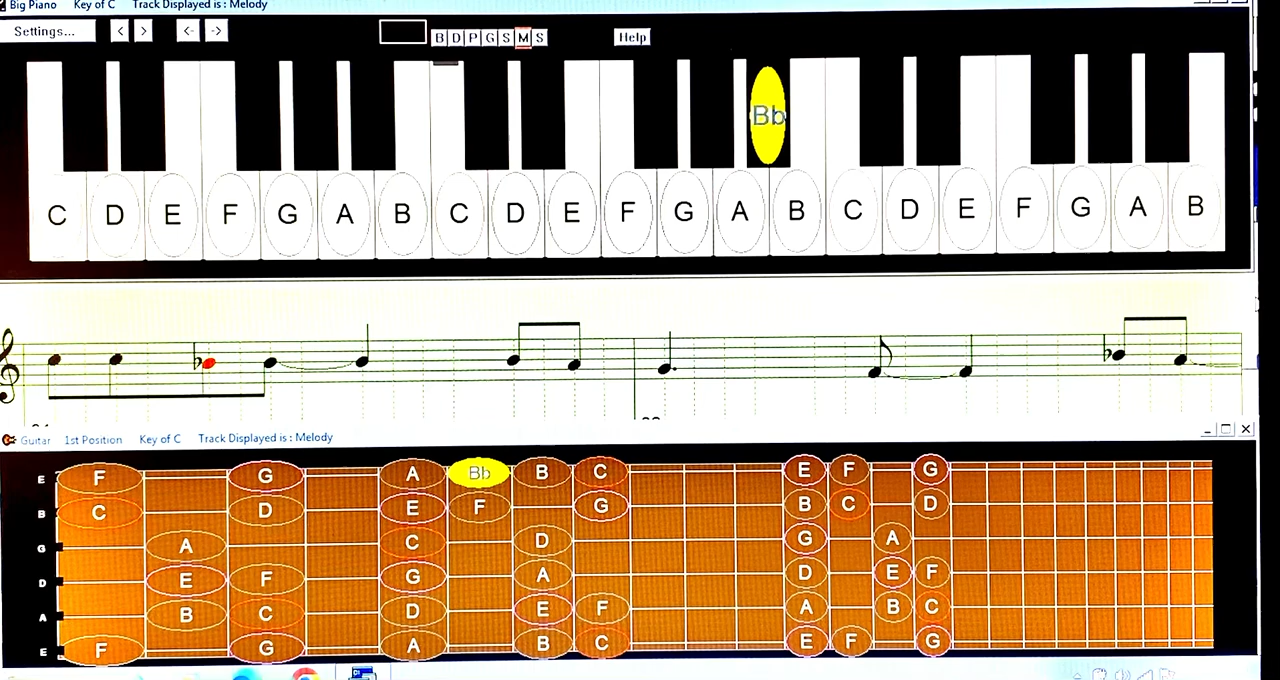 Big Piano Key of C Track Displayed is : Melody
Settings... < > <- -> B D P G S M S Help
Bb
C D E F G A B C D E F G A B C D E F G A B
Guitar 1st Position Key of C Track Displayed is : Melody
E F G A Bb B C E F G
B C D E F G B C D
G A C D G A
D E F G A D E F
A B C D E F A B C
E F G A B C E F G